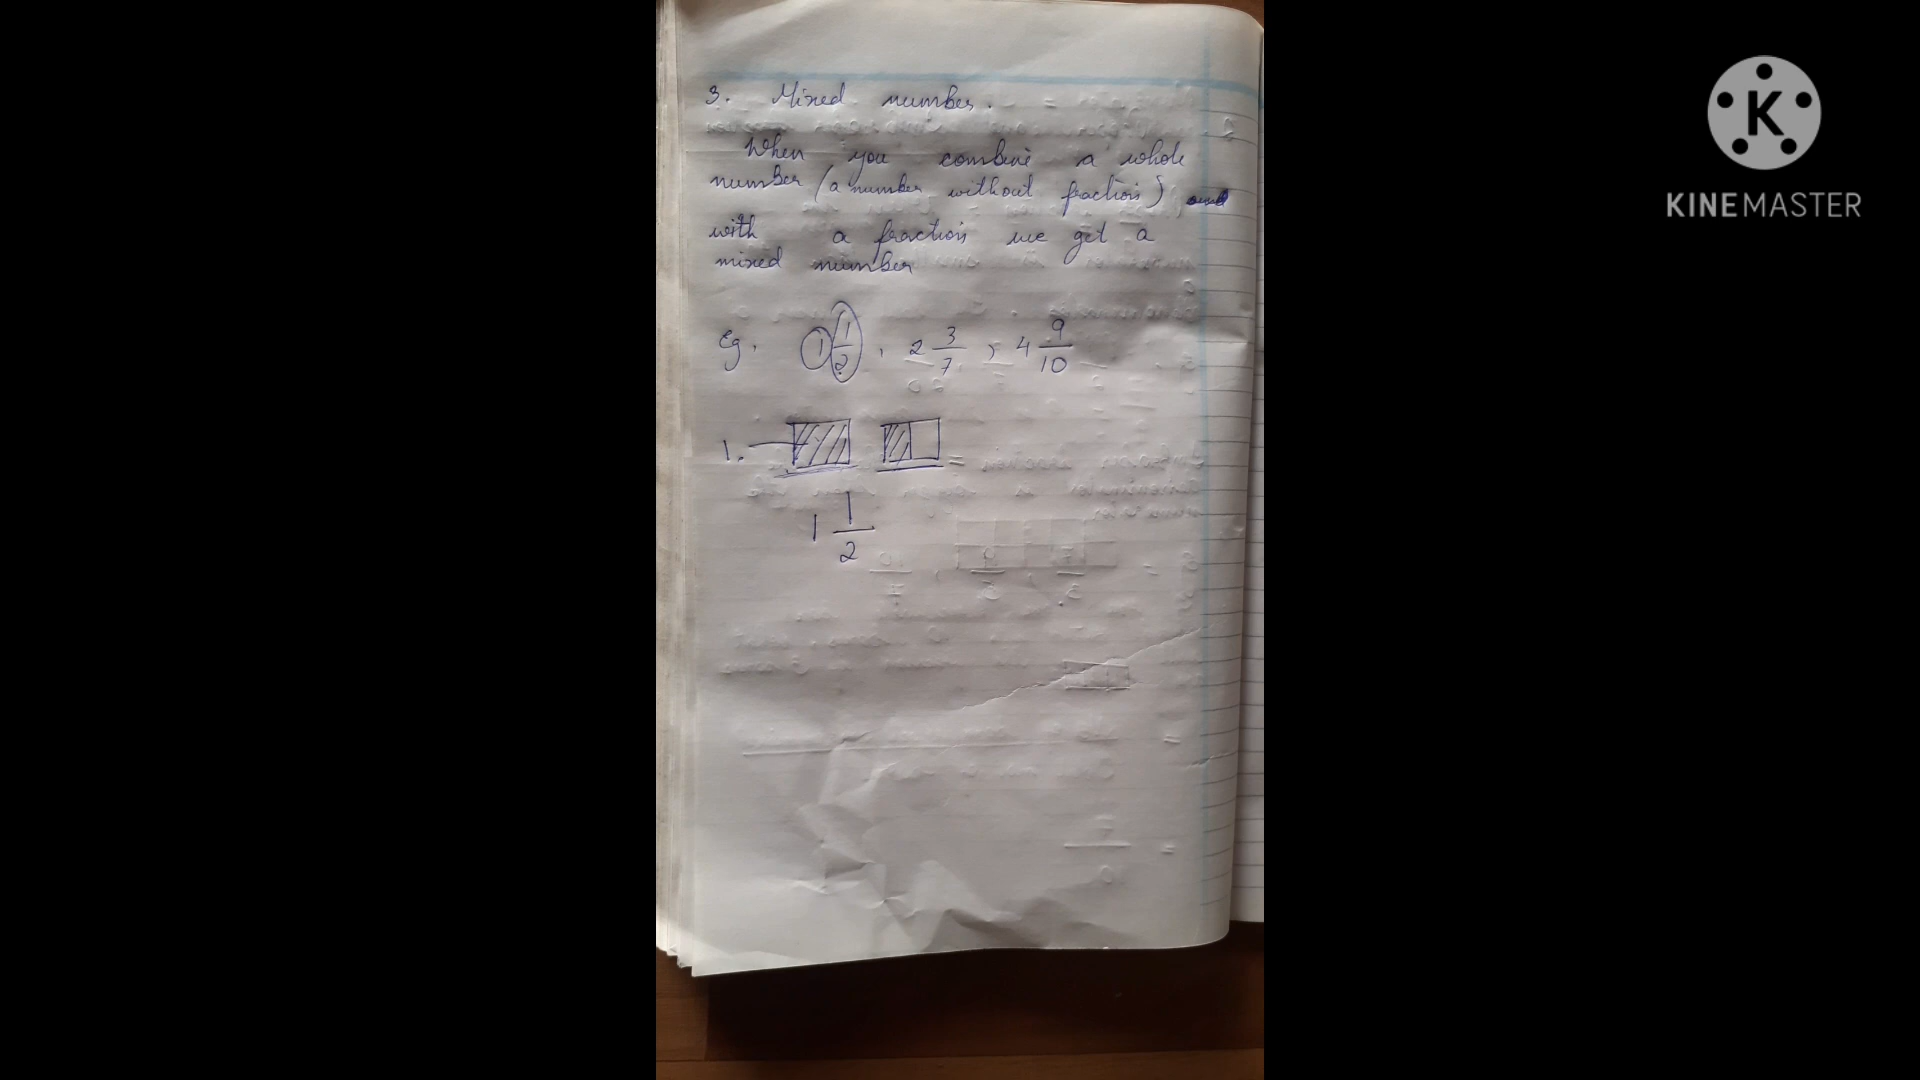 3. Mixed number.
When you combine a whole
number (a number without fraction), and
with a fraction we get a
mixed number
Eg. 1 1/2, 2 3/7, 4 9/10
1. =
1 1/2
K
KINEMASTER